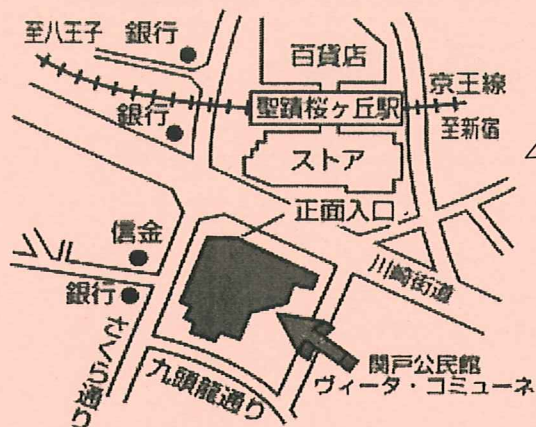 至八王子
銀行
百貨店
京王線
聖蹟桜ヶ丘駅
至新宿
銀行
ストア
正面入口
信金
川崎街道
銀行
さくら通り
九頭龍通り
関戸公民館
ヴィータ・コミューネ